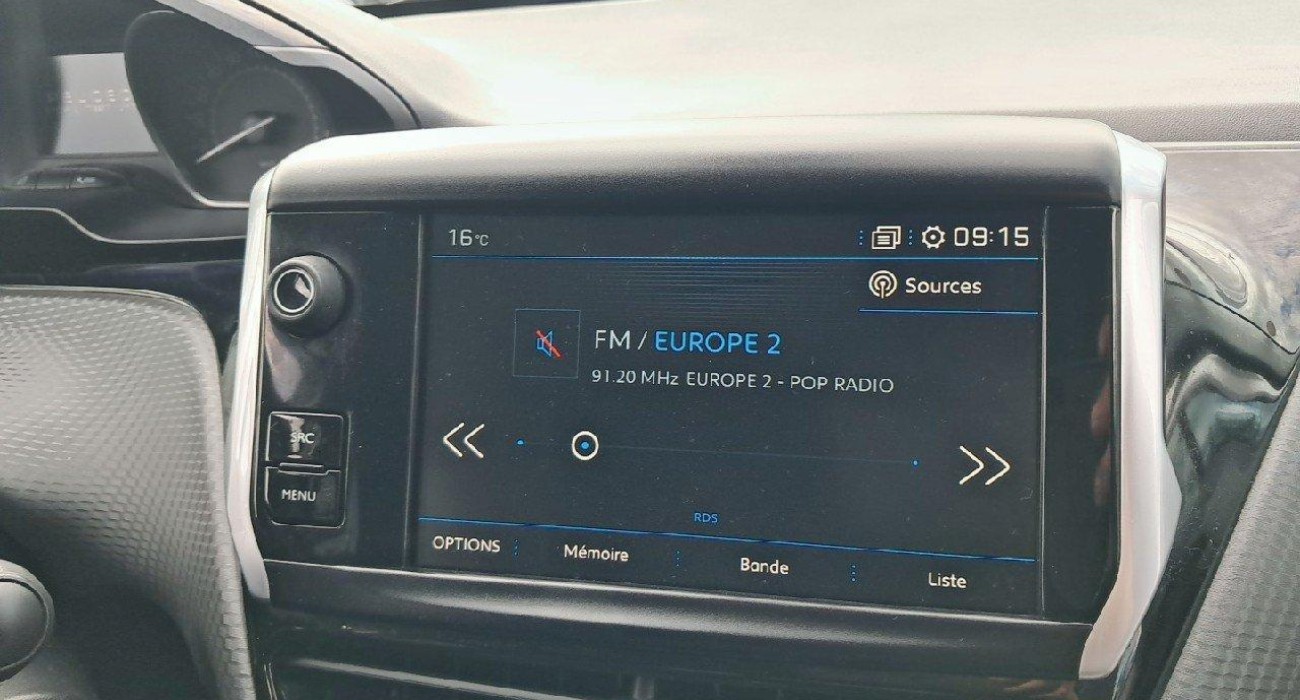 16°C
09:15
Sources
FM / EUROPE 2
91.20 MHz EUROPE 2 - POP RADIO
SRC
MENU
RDS
OPTIONS
Mémoire
Bande
Liste